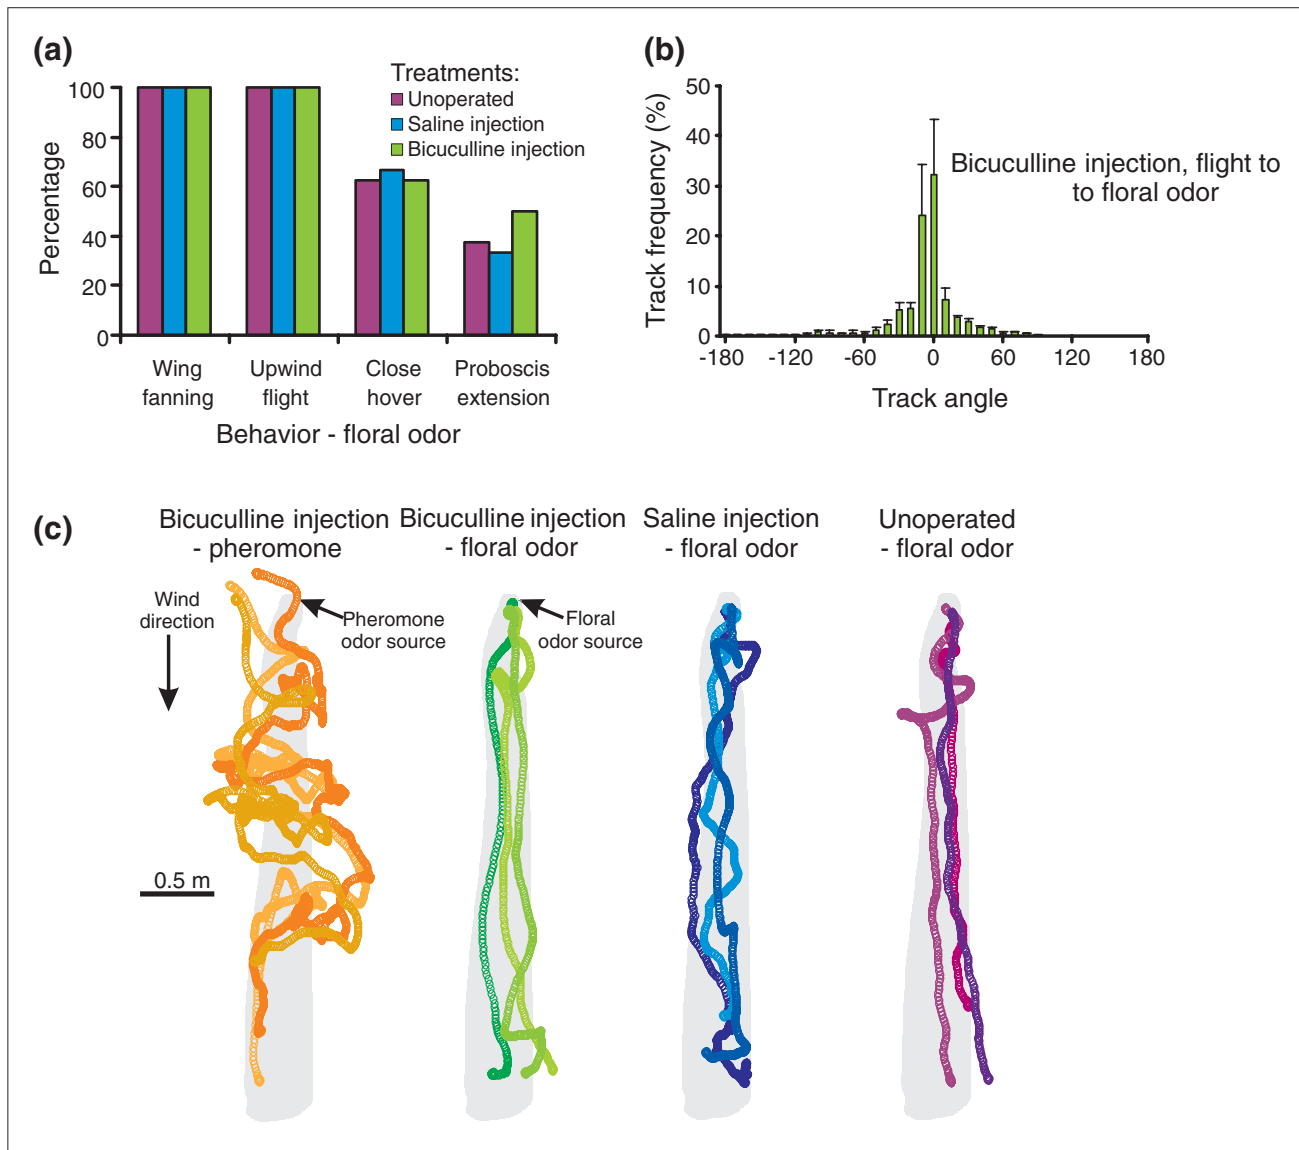 (a)
Treatments:
Unoperated
Saline injection
Bicuculline injection
Percentage
100
80
60
40
20
0
Wing
fanning
Upwind
flight
Close
hover
Proboscis
extension
Behavior - floral odor
(b)
Track frequency (%)
50
40
30
20
10
0
Bicuculline injection, flight to
to floral odor
-180
-120
-60
0
60
120
180
Track angle
(c)
Bicuculline injection
- pheromone
Wind
direction
Pheromone
odor source
0.5 m
Bicuculline injection
- floral odor
Floral
odor source
Saline injection
- floral odor
Unoperated
- floral odor